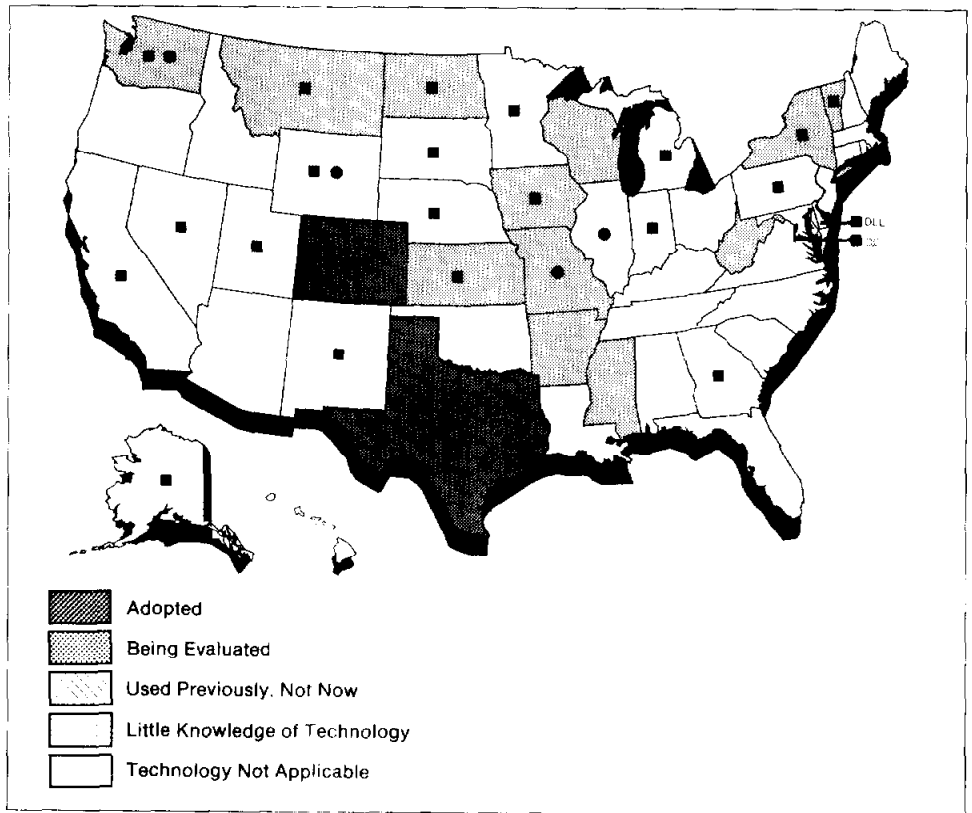 Adopted
Being Evaluated
Used Previously, Not Now
Little Knowledge of Technology
Technology Not Applicable